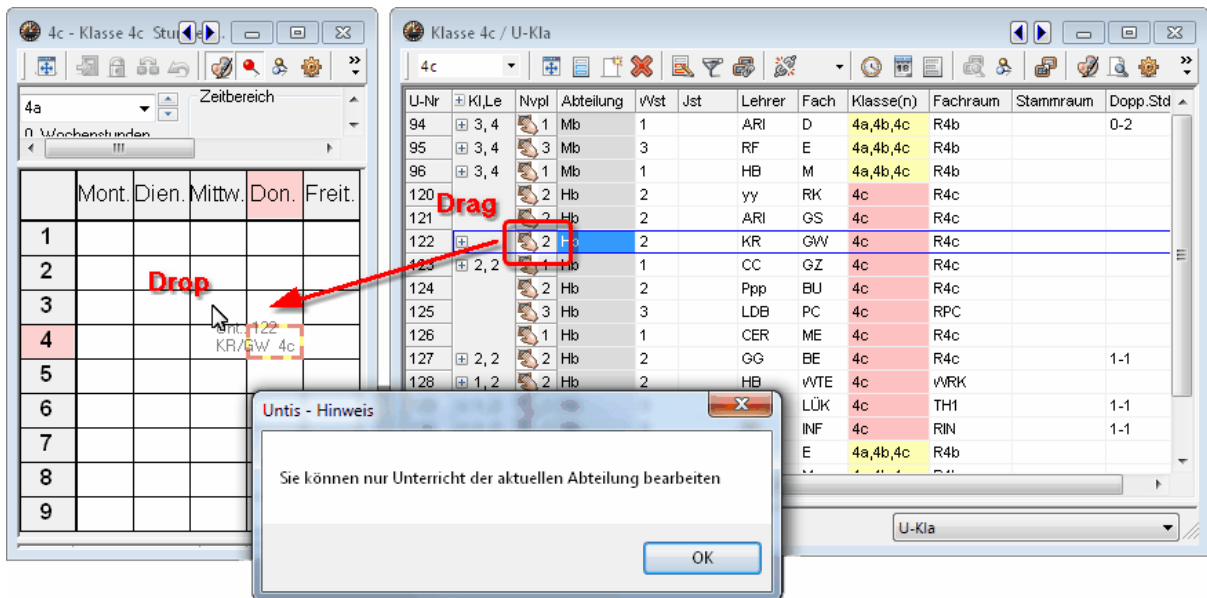 4c - Klasse 4c Stun
4a
Zeitbereich
0 Wochenstunden
Mont. Dien. Mittw. Don. Freit.
1
2
3
4
5
6
7
8
9
Drop
Unt.: 122
KR/GW 4c
Drag
Klasse 4c / U-Kla
4c
U-Nr Kl,Le Nvpl Abteilung Wst Jst Lehrer Fach Klasse(n) Fachraum Stammraum Dopp.Std
94 3, 4 1 Mb 1 ARI D 4a,4b,4c R4b 0-2
95 3, 4 3 Mb 3 RF E 4a,4b,4c R4b
96 3, 4 1 Mb 1 HB M 4a,4b,4c R4b
120 2 Hb 2 yy RK 4c R4c
121 2 Hb 2 ARI GS 4c R4c
122 2 Hb 2 KR GW 4c R4c
123 2, 2 1 Hb 1 CC GZ 4c R4c
124 2 Hb 2 Ppp BU 4c R4c
125 3 Hb 3 LDB PC 4c RPC
126 1 Hb 1 CER ME 4c R4c
127 2, 2 2 Hb 2 GG BE 4c R4c 1-1
128 1, 2 2 Hb 2 HB WTE 4c WRK
LÜK 4c TH1 1-1
INF 4c RIN 1-1
E 4a,4b,4c R4b
U-Kla
Untis - Hinweis
Sie können nur Unterricht der aktuellen Abteilung bearbeiten
OK